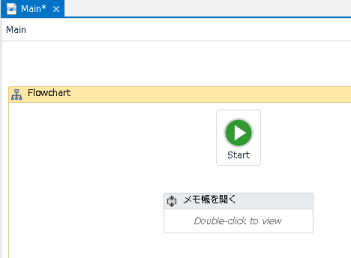 Main*
Main
Flowchart
Start
メモ帳を開く
Double-click to view